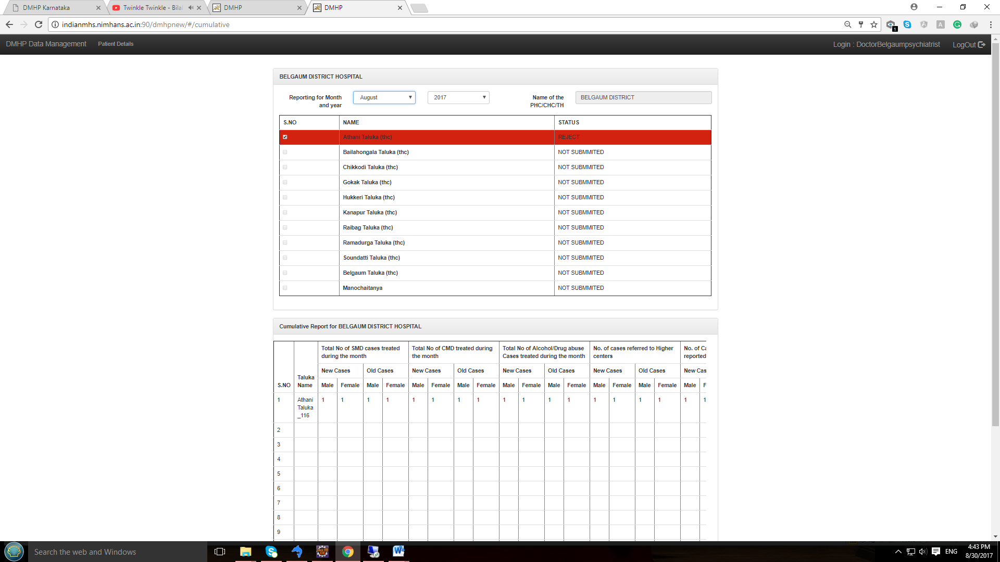 DMHP Karnataka
Twinkle Twinkle - Bila
DMHP
DMHP
indianmhs.nimhans.ac.in:90/dmhpnew/#/cumulative
1
DMHP Data Management Patient Details Login : DoctorBelgaumpsychiatrist LogOut
BELGAUM DISTRICT HOSPITAL
Reporting for Month and year August 2017 Name of the PHC/CHC/TH BELGAUM DISTRICT
S.NO NAME STATUS
Athani Taluka (thc) REJECT
Bailahongala Taluka (thc) NOT SUBMMITED
Chikkodi Taluka (thc) NOT SUBMMITED
Gokak Taluka (thc) NOT SUBMMITED
Hukkeri Taluka (thc) NOT SUBMMITED
Kanapur Taluka (thc) NOT SUBMMITED
Raibag Taluka (thc) NOT SUBMMITED
Ramadurga Taluka (thc) NOT SUBMMITED
Soundatti Taluka (thc) NOT SUBMMITED
Belgaum Taluka (thc) NOT SUBMMITED
Manochaitanya NOT SUBMMITED
Cumulative Report for BELGAUM DISTRICT HOSPITAL
Total No of SMD cases treated Total No of CMD treated during Total No of Alcohol/Drug abuse No. of cases referred to Higher No. of Ca
during the month the month Cases treated during the month centers reported
New Cases Old Cases New Cases Old Cases New Cases Old Cases New Cases Old Cases New Cas
Taluka
S.NO Name Male Female Male Female Male Female Male Female Male Female Male Female Male Female Male Female Male F
1 Athani 1 1 1 1 1 1 1 1 1 1 1 1 1 1 1 1 1 1
Taluka
_116
2
3
4
5
6
7
8
9
Search the web and Windows
ENG
4:43 PM
8/30/2017